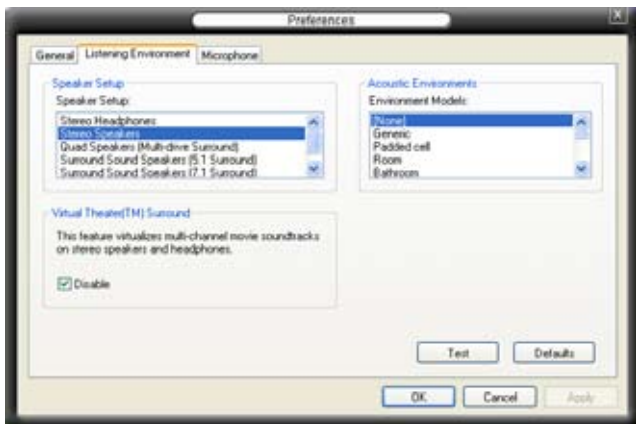 Preferences
X
General
Listening Environment
Microphone
Speaker Setup
Speaker Setup:
Stereo Headphones
Stereo Speakers
Quad Speakers (Multi-drive Surround)
Surround Sound Speakers (5.1 Surround)
Surround Sound Speakers (7.1 Surround)
Acoustic Environments
Environment Models:
(None)
Generic
Padded cell
Room
Bathroom
Virtual Theater(TM) Surround
This feature virtualizes multi-channel movie soundtracks
on stereo speakers and headphones.
Disable
Test
Defaults
OK
Cancel
Apply